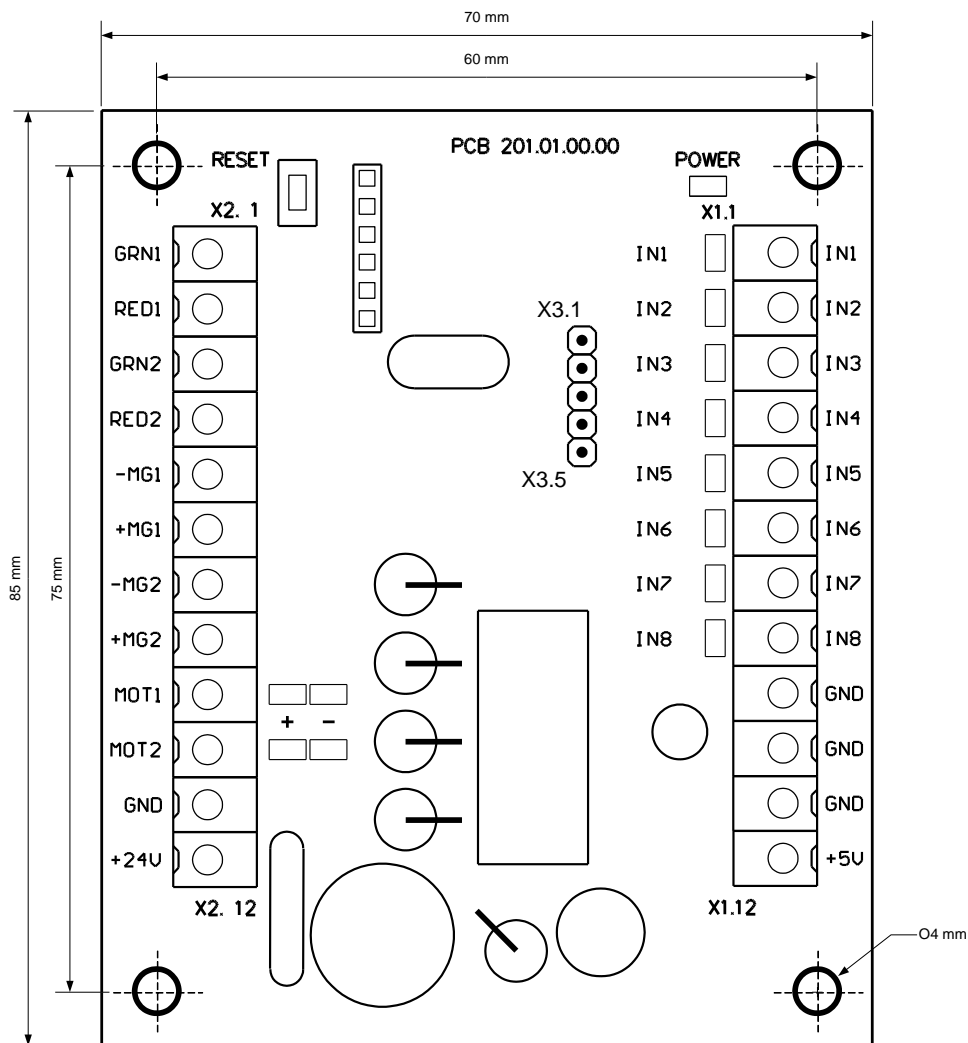 70 mm
60 mm
PCB 201.01.00.00
RESET
POWER
X2. 1
X1.1
GRN1
RED1
GRN2
RED2
-MG1
+MG1
-MG2
+MG2
MOT1
MOT2
GND
+24V
X2. 12
+ -
X3.1
X3.5
IN1
IN2
IN3
IN4
IN5
IN6
IN7
IN8
IN1
IN2
IN3
IN4
IN5
IN6
IN7
IN8
GND
GND
GND
+5V
X1.12
85 mm
75 mm
O4 mm